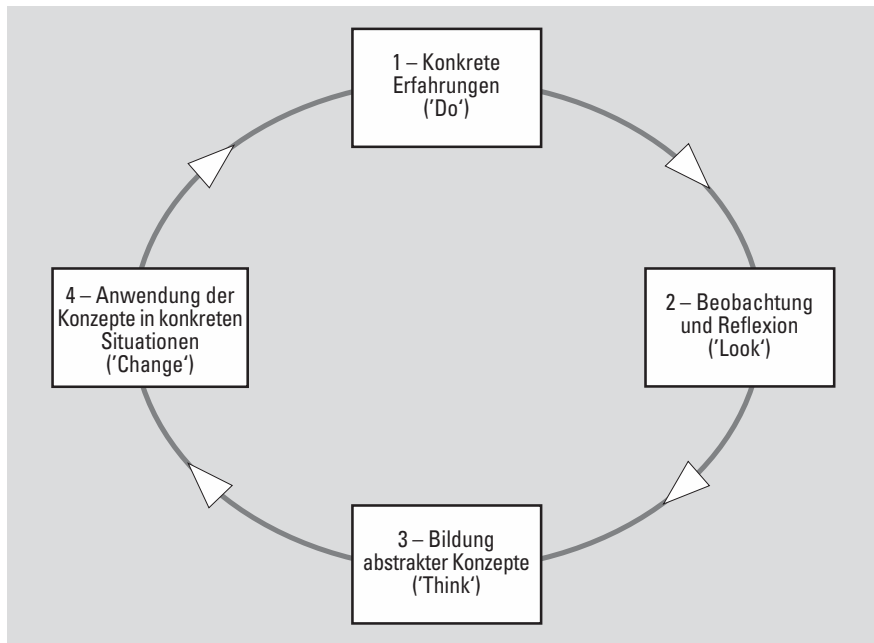 1 – Konkrete
Erfahrungen
(’Do‘)
2 – Beobachtung
und Reflexion
(’Look‘)
3 – Bildung
abstrakter Konzepte
(’Think‘)
4 – Anwendung der
Konzepte in konkreten
Situationen
(’Change‘)